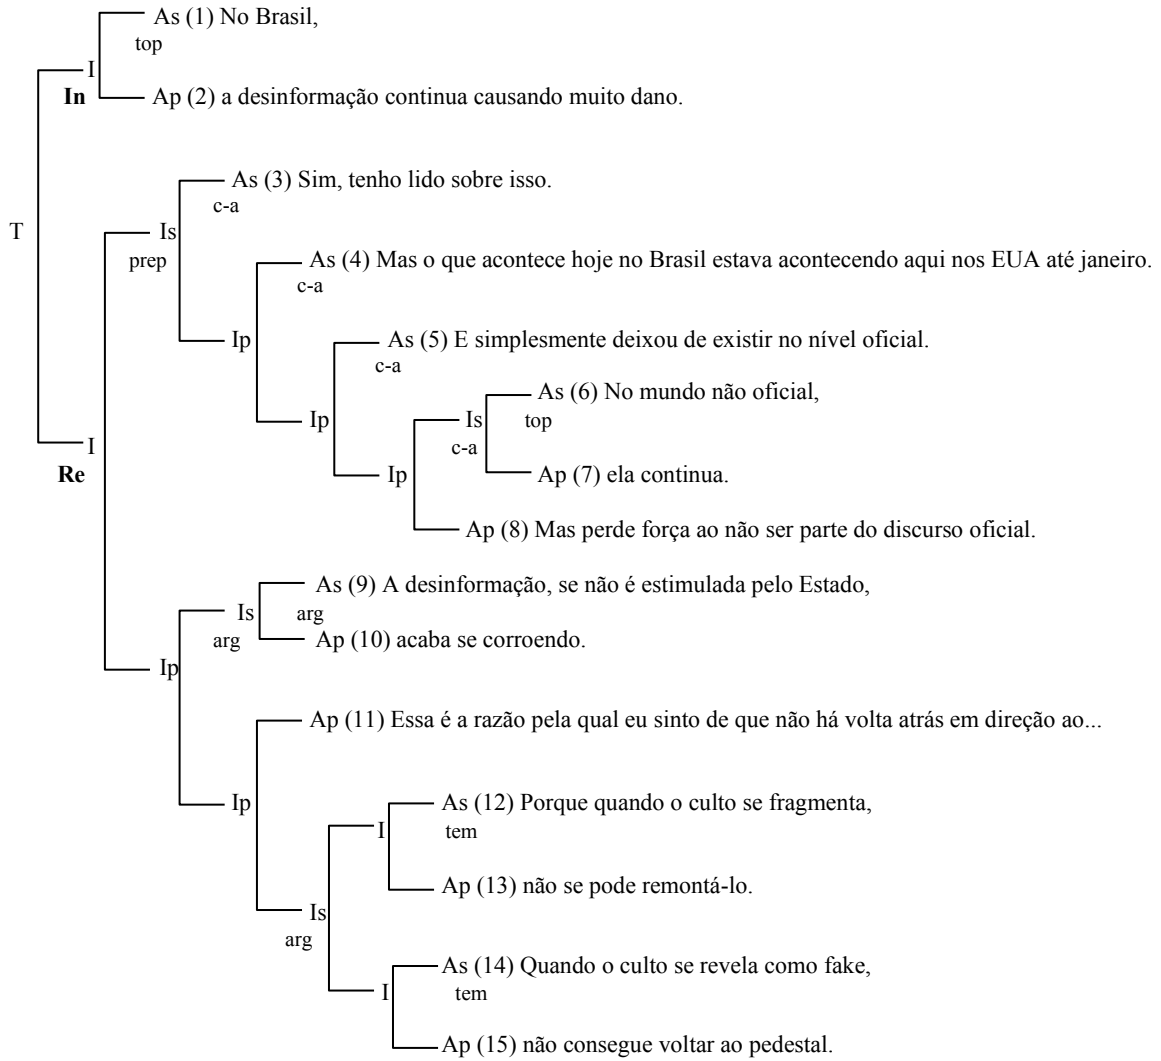 As (1) No Brasil,
top
I
In
Ap (2) a desinformação continua causando muito dano.
As (3) Sim, tenho lido sobre isso.
c-a
T
Is
prep
As (4) Mas o que acontece hoje no Brasil estava acontecendo aqui nos EUA até janeiro.
c-a
Ip
As (5) E simplesmente deixou de existir no nível oficial.
c-a
As (6) No mundo não oficial,
top
Ip
Is
c-a
I
Re
Ip
Ap (7) ela continua.
Ap (8) Mas perde força ao não ser parte do discurso oficial.
As (9) A desinformação, se não é estimulada pelo Estado,
arg
Is
arg
Ap (10) acaba se corroendo.
Ip
Ap (11) Essa é a razão pela qual eu sinto de que não há volta atrás em direção ao...
Ip
As (12) Porque quando o culto se fragmenta,
tem
I
Ap (13) não se pode remontá-lo.
Is
arg
As (14) Quando o culto se revela como fake,
tem
I
Ap (15) não consegue voltar ao pedestal.